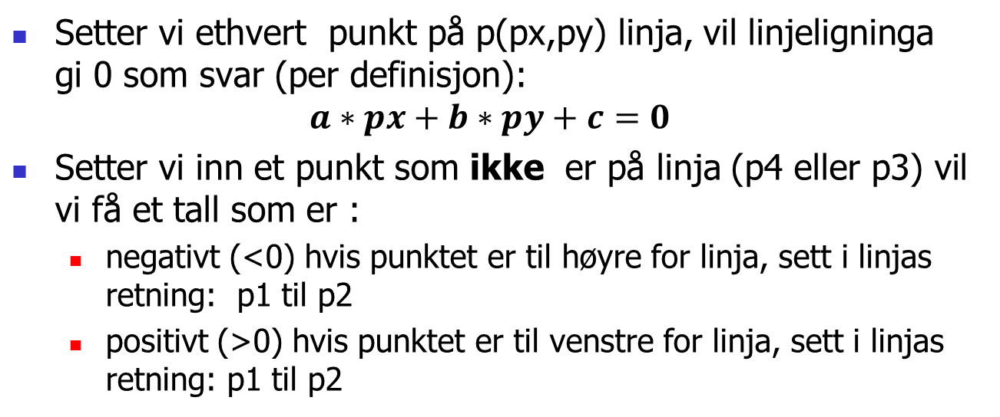 Setter vi ethvert punkt på p(px,py) linja, vil linjeligninga
gi 0 som svar (per definisjon):
a ∗ px + b ∗ py + c = 0
Setter vi inn et punkt som ikke er på linja (p4 eller p3) vil
vi få et tall som er :
negativt (<0) hvis punktet er til høyre for linja, sett i linjas
retning: p1 til p2
positivt (>0) hvis punktet er til venstre for linja, sett i linjas
retning: p1 til p2